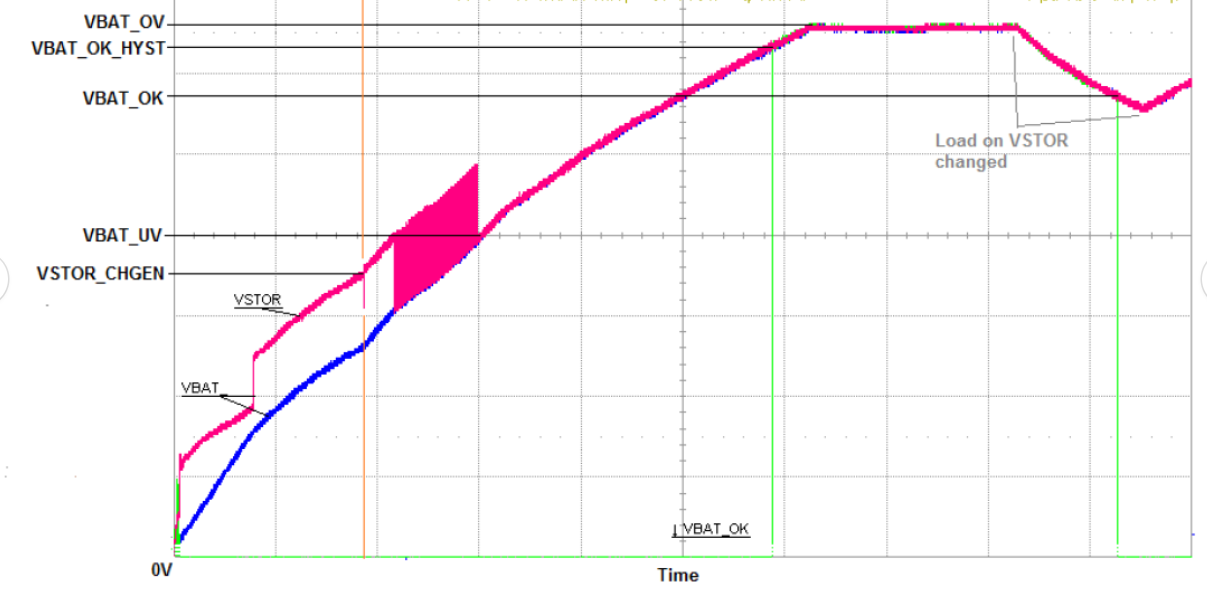 VBAT_OV
VBAT_OK_HYST
VBAT_OK
Load on VSTOR
changed
VBAT_UV
VSTOR_CHGEN
VSTOR
VBAT
VBAT_OK
0V
Time